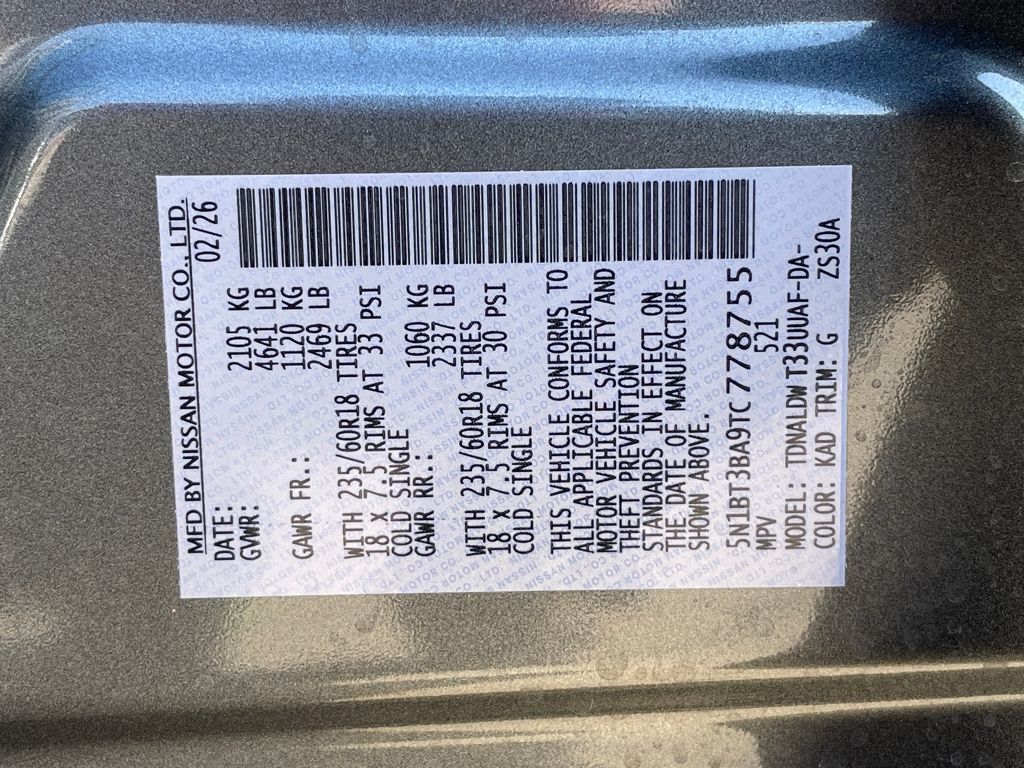 MFD BY NISSAN MOTOR CO., LTD.
DATE: 02/26
GVWR: 2105 KG
4641 LB
GAWR FR.: 1120 KG
2469 LB
WITH 235/60R18 TIRES
18 X 7.5 RIMS AT 33 PSI
COLD SINGLE
GAWR RR.: 1060 KG
2337 LB
WITH 235/60R18 TIRES
18 X 7.5 RIMS AT 30 PSI
COLD SINGLE
THIS VEHICLE CONFORMS TO
ALL APPLICABLE FEDERAL
MOTOR VEHICLE SAFETY AND
THEFT PREVENTION
STANDARDS IN EFFECT ON
THE DATE OF MANUFACTURE
SHOWN ABOVE.
5N1BT3BA9TC778755
MPV 521
MODEL: TDNALDW T33UUAF-DA-
COLOR: KAD TRIM: G ZS30A